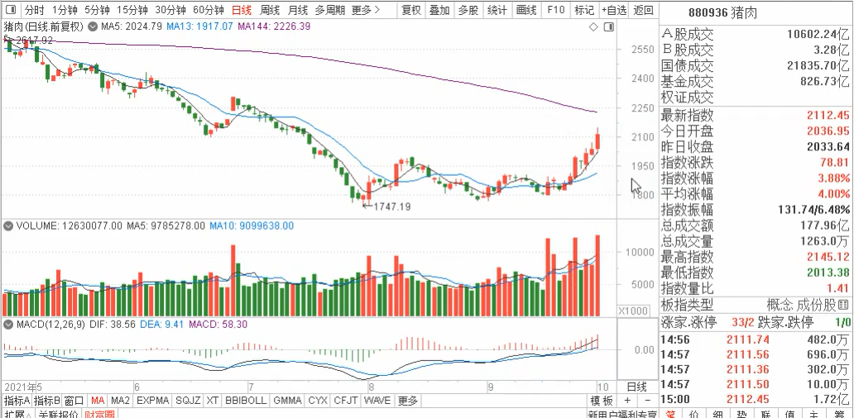 分时 1分钟 5分钟 15分钟 30分钟 60分钟 日线 周线 月线 多周期 更多 > 复权 叠加 多股 统计 画线 F10 标记 +自选 返回
猪肉(日线.前复权) MA5: 2024.79 MA13: 1917.07 MA144: 2226.39
2617.92
2550
2400
2250
2100
1950
1800
1747.19
VOLUME: 12630077.00 MA5: 9785278.00 MA10: 9099638.00
10000
5000
X1000
MACD(12,26,9) DIF: 38.56 DEA: 9.41 MACD: 58.30
0.00
2021年5 6 7 8 9 10 日线
指标A 指标B 窗口 MA MA2 EXPMA SQJZ XT BBIBOLL GMMA CYX CFJT WAVE 更多 模板 + -
扩展 关联报价 财富圈 新用户福利专享
880936 猪肉
A股成交 10602.24亿
B股成交 3.28亿
国债成交 21835.70亿
基金成交 826.73亿
权证成交
最新指数 2112.45
今日开盘 2036.95
昨日收盘 2033.64
指数涨跌 78.81
指数涨幅 3.88%
平均涨幅 4.00%
指数振幅 131.74/6.48%
总成交额 177.96亿
总成交量 1263.0万
最高指数 2145.12
最低指数 2013.38
指数量比 1.41
板指类型 概念 成份股
涨家.涨停 33/2 跌家.跌停 1/0
14:56 2111.74 482.0万
14:57 2111.56 696.0万
14:57 2111.36 302.0万
14:57 2111.50 10.00万
15:00 2112.45 1.72亿
笔 价 细 势 联 值 主 筹